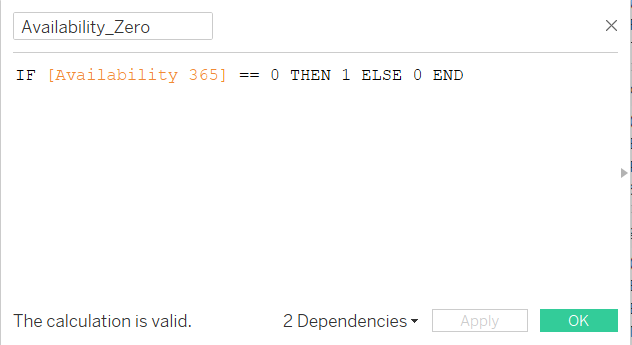 Availability_Zero
IF [Availability 365] == 0 THEN 1 ELSE 0 END
The calculation is valid.
2 Dependencies
Apply
OK